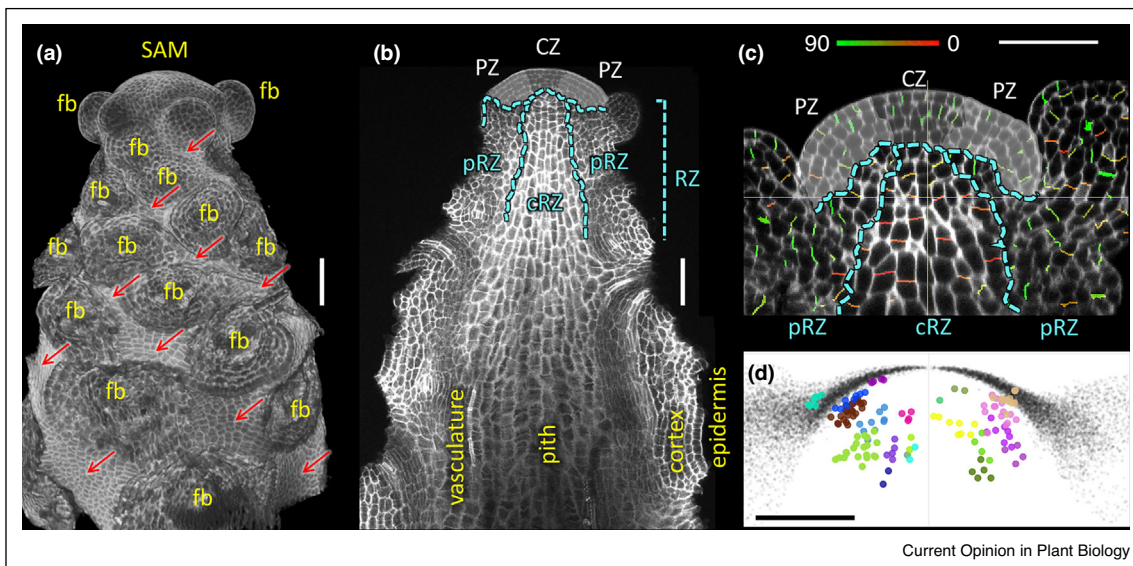 (a)
SAM
fb
fb
fb
fb
fb
fb
fb
fb
fb
fb
fb
fb
fb
fb
(b)
CZ
PZ
PZ
pRZ
pRZ
RZ
cRZ
vasculature
pith
cortex
epidermis
(c)
90
0
CZ
PZ
PZ
pRZ
cRZ
pRZ
(d)
Current Opinion in Plant Biology